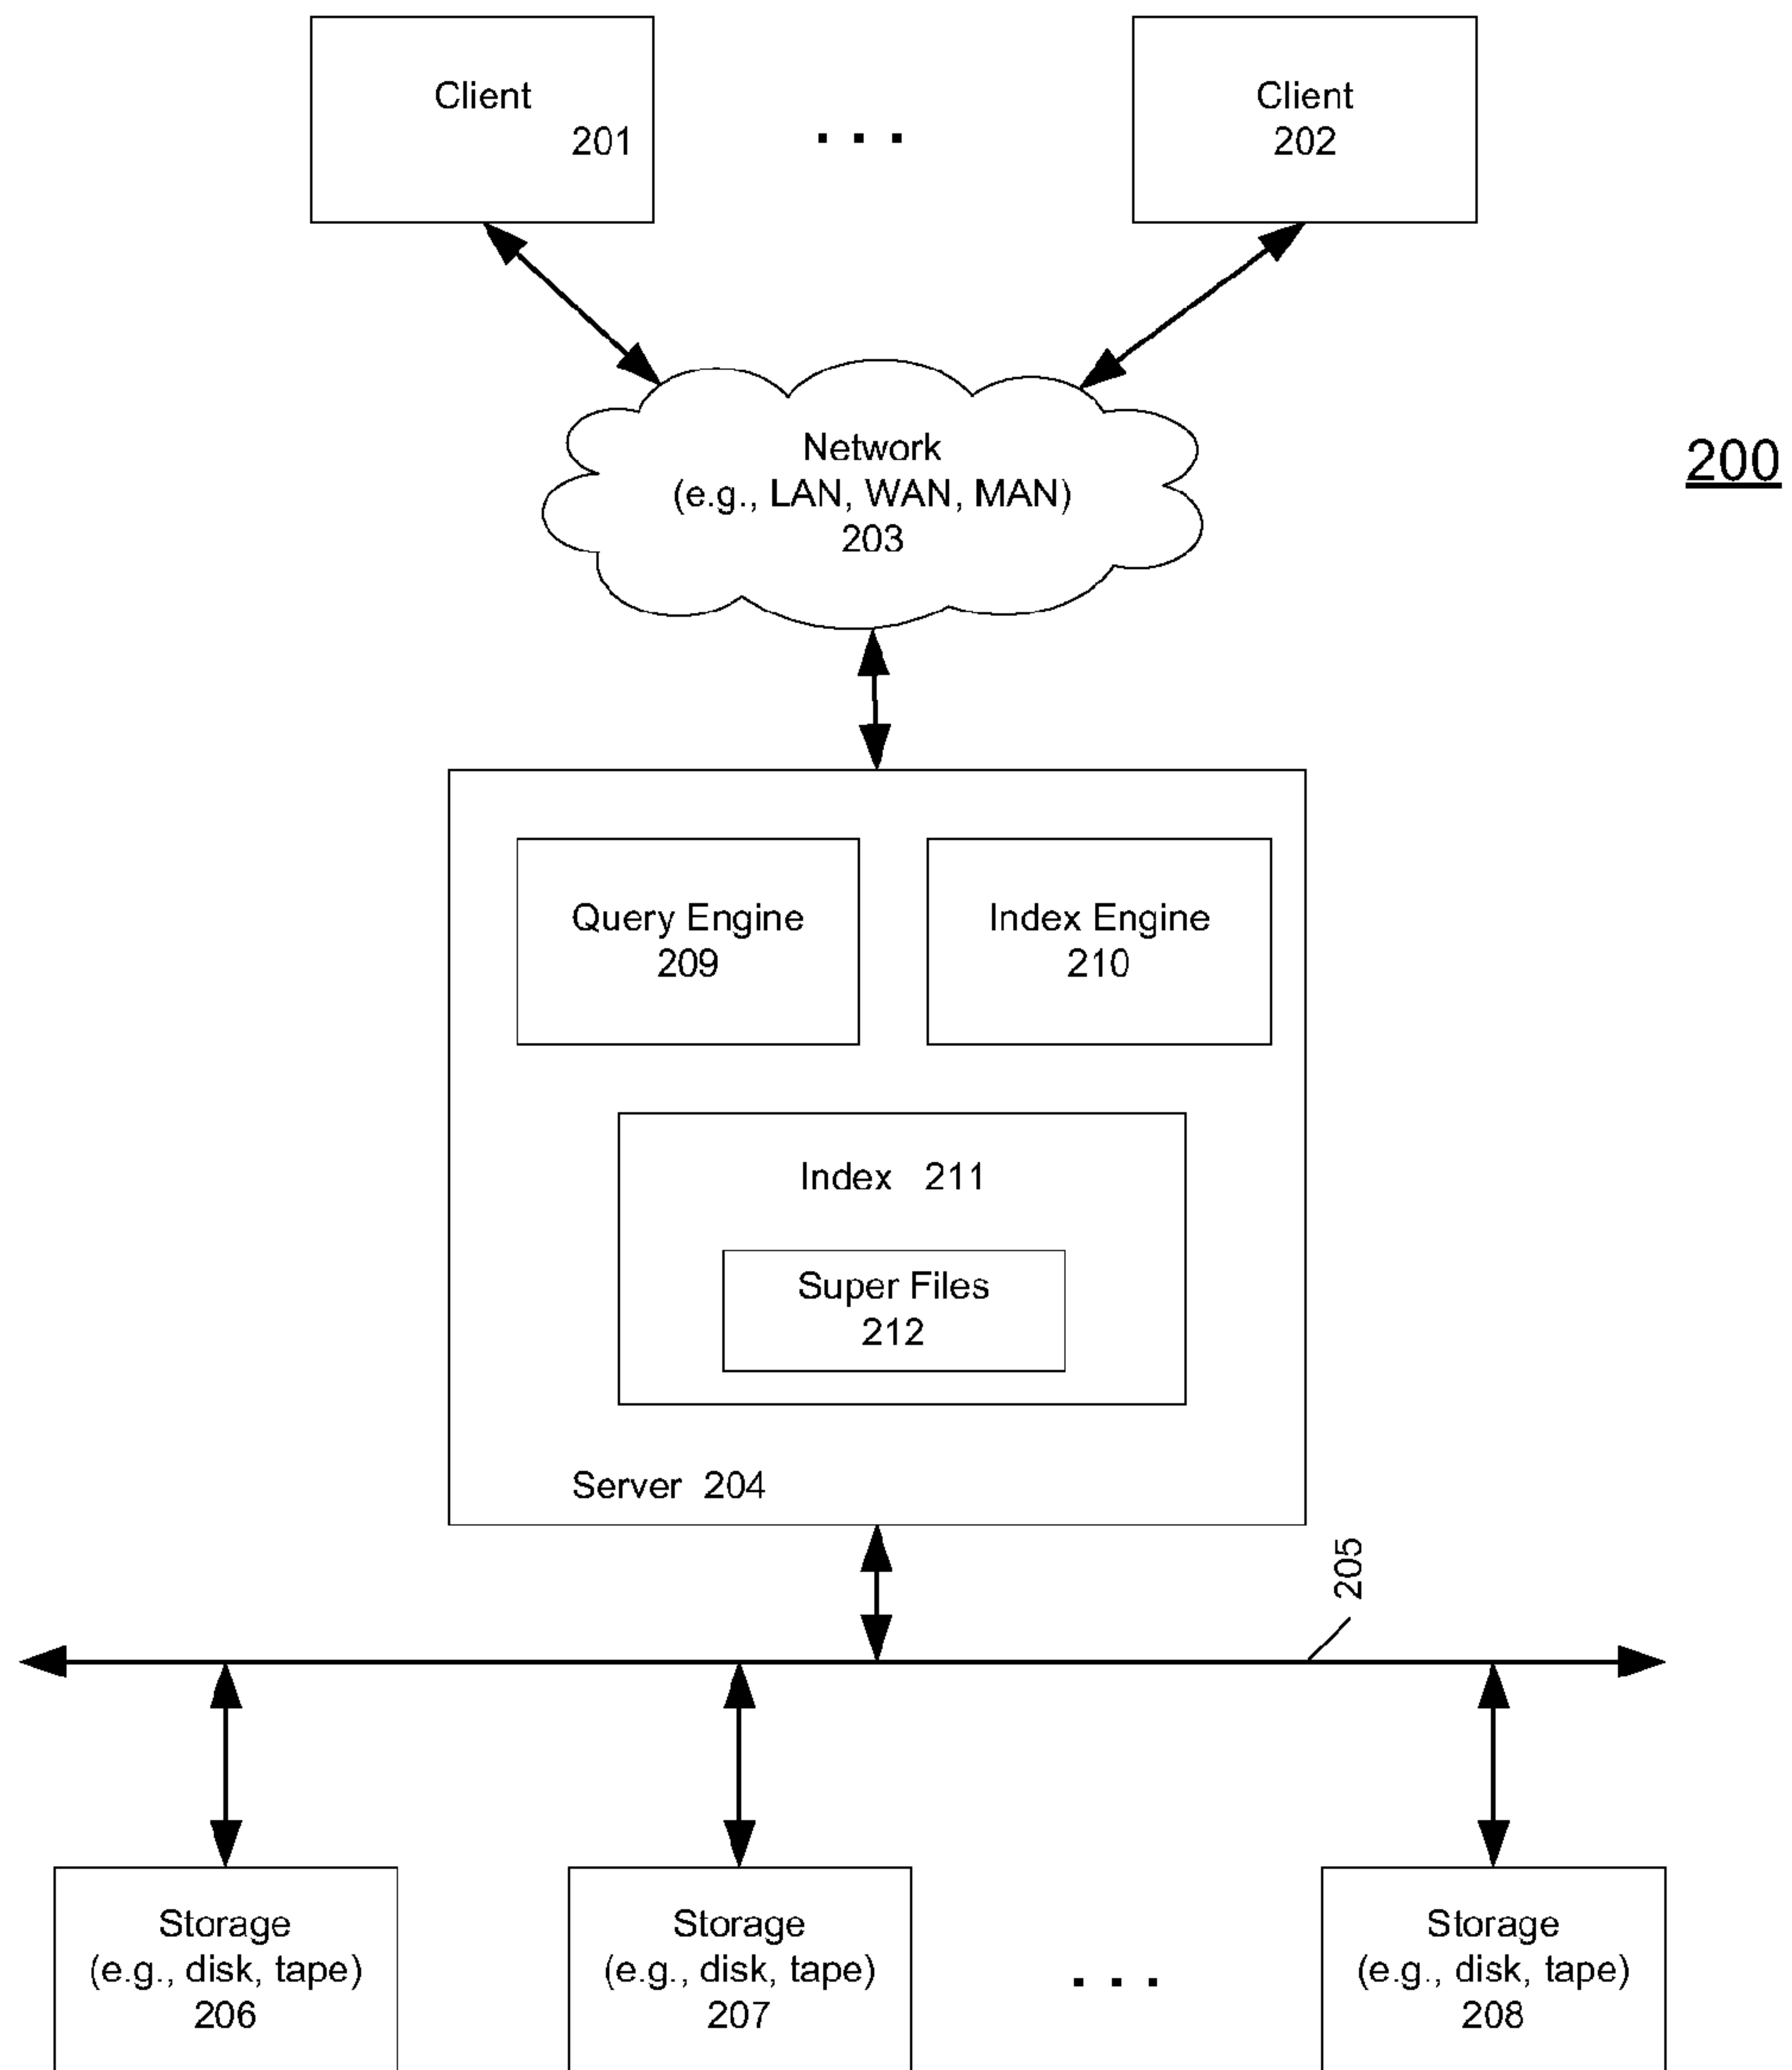 Client
201
. . .
Client
202
Network
(e.g., LAN, WAN, MAN)
203
200
Query Engine
209
Index Engine
210
Index 211
Super Files
212
Server 204
205
Storage
(e.g., disk, tape)
206
Storage
(e.g., disk, tape)
207
. . .
Storage
(e.g., disk, tape)
208